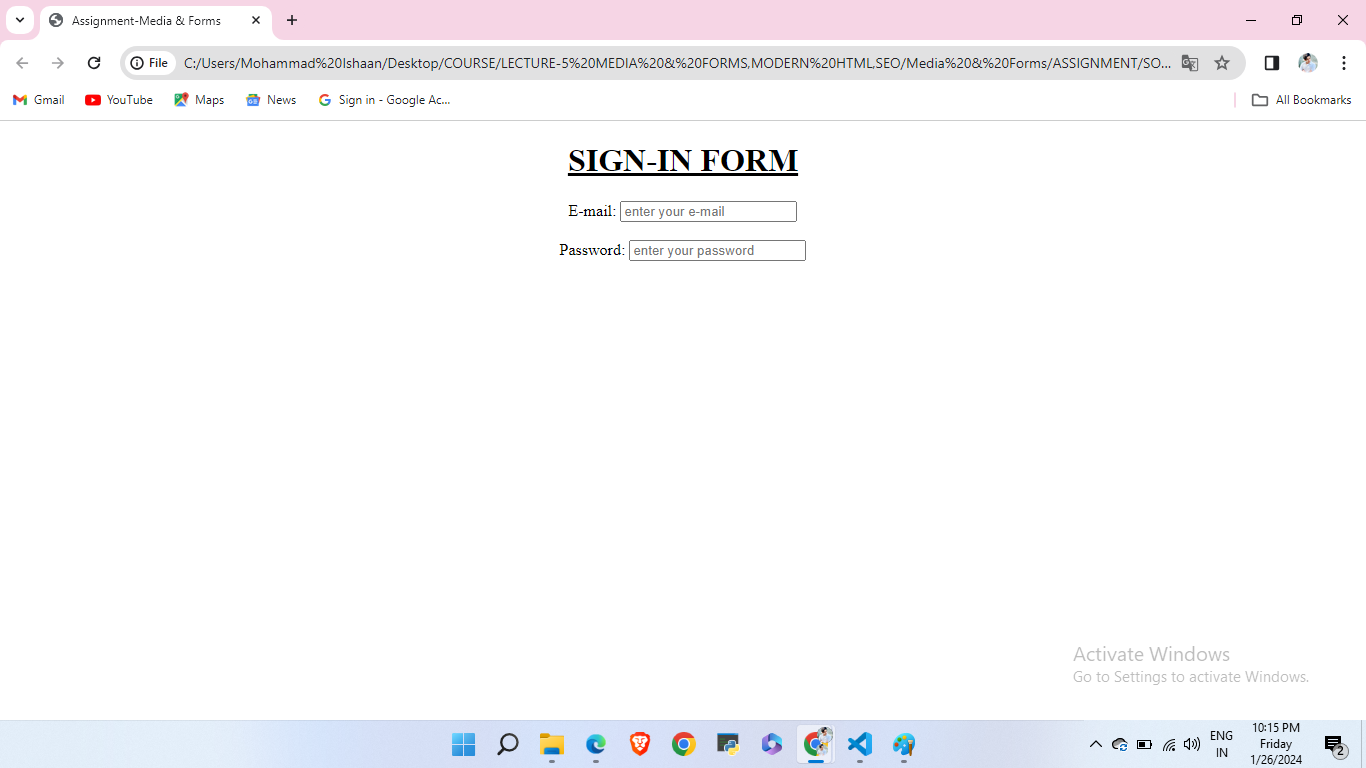 Assignment-Media & Forms
File
C:/Users/Mohammad%20Ishaan/Desktop/COURSE/LECTURE-5%20MEDIA%20&%20FORMS,MODERN%20HTML,SEO/Media%20&%20Forms/ASSIGNMENT/SO...
Gmail YouTube Maps News Sign in - Google Ac... All Bookmarks
SIGN-IN FORM
E-mail: enter your e-mail
Password: enter your password
Activate Windows
Go to Settings to activate Windows.
ENG
IN
10:15 PM
Friday
1/26/2024
2